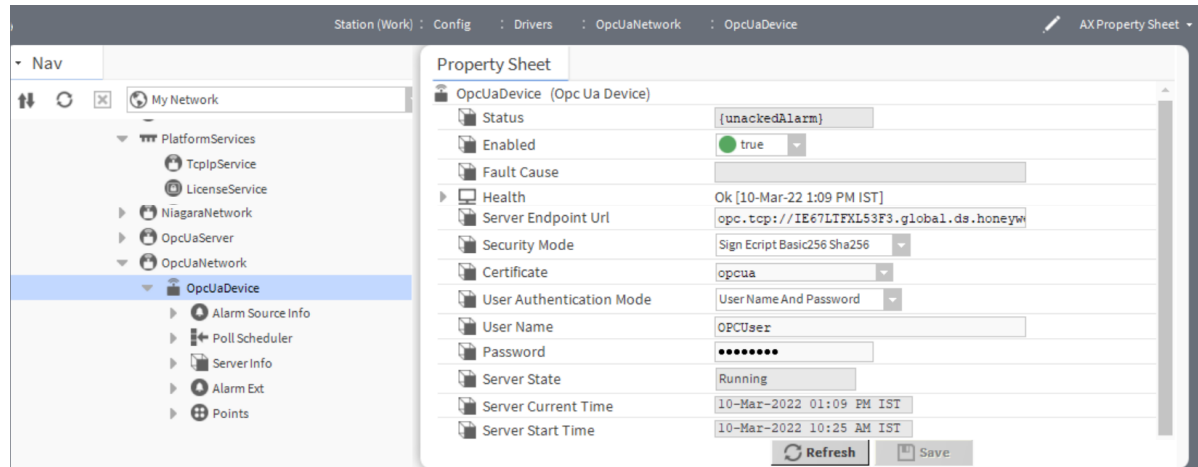 Station (Work) : Config : Drivers : OpcUaNetwork : OpcUaDevice AX Property Sheet
Nav
My Network
PlatformServices
TcpIpService
LicenseService
NiagaraNetwork
OpcUaServer
OpcUaNetwork
OpcUaDevice
Alarm Source Info
Poll Scheduler
Server Info
Alarm Ext
Points
Property Sheet
OpcUaDevice (Opc Ua Device)
Status {unackedAlarm}
Enabled true
Fault Cause
Health Ok [10-Mar-22 1:09 PM IST]
Server Endpoint Url opc.tcp://IE67LTFXL53F3.global.ds.honeyw
Security Mode Sign Ecript Basic256 Sha256
Certificate opcua
User Authentication Mode User Name And Password
User Name OPCUser
Password ••••••••
Server State Running
Server Current Time 10-Mar-2022 01:09 PM IST
Server Start Time 10-Mar-2022 10:25 AM IST
Refresh Save